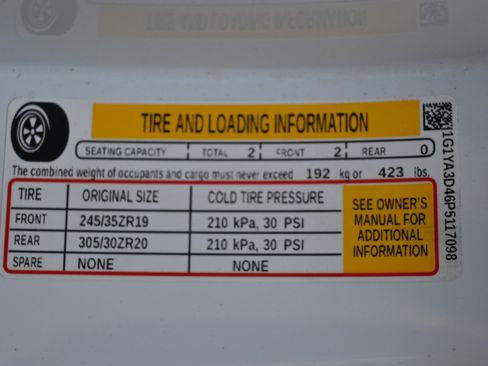 TIRE AND LOADING INFORMATION
SEATING CAPACITY TOTAL 2 FRONT 2 REAR 0
The combined weight of occupants and cargo must never exceed 192 kg or 423 lbs.
TIRE ORIGINAL SIZE COLD TIRE PRESSURE
FRONT 245/35ZR19 210 kPa, 30 PSI
REAR 305/30ZR20 210 kPa, 30 PSI
SPARE NONE NONE
SEE OWNER'S
MANUAL FOR
ADDITIONAL
INFORMATION
1G1YA3D46P5117098